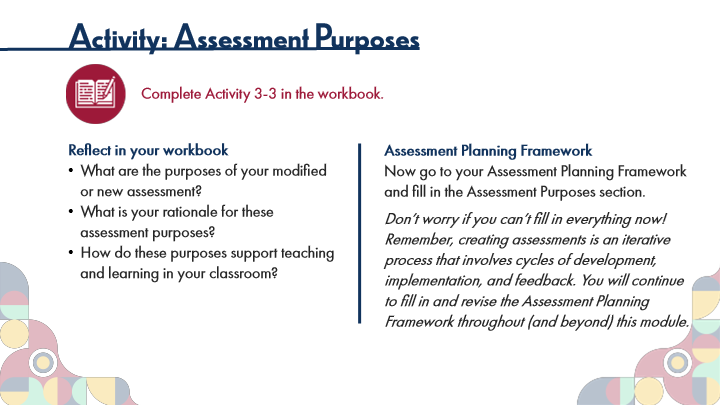 Activity: Assessment Purposes
Complete Activity 3-3 in the workbook.
Reflect in your workbook
• What are the purposes of your modified
or new assessment?
• What is your rationale for these
assessment purposes?
• How do these purposes support teaching
and learning in your classroom?
Assessment Planning Framework
Now go to your Assessment Planning Framework
and fill in the Assessment Purposes section.
Don't worry if you can't fill in everything now!
Remember, creating assessments is an iterative
process that involves cycles of development,
implementation, and feedback. You will continue
to fill in and revise the Assessment Planning
Framework throughout (and beyond) this module.